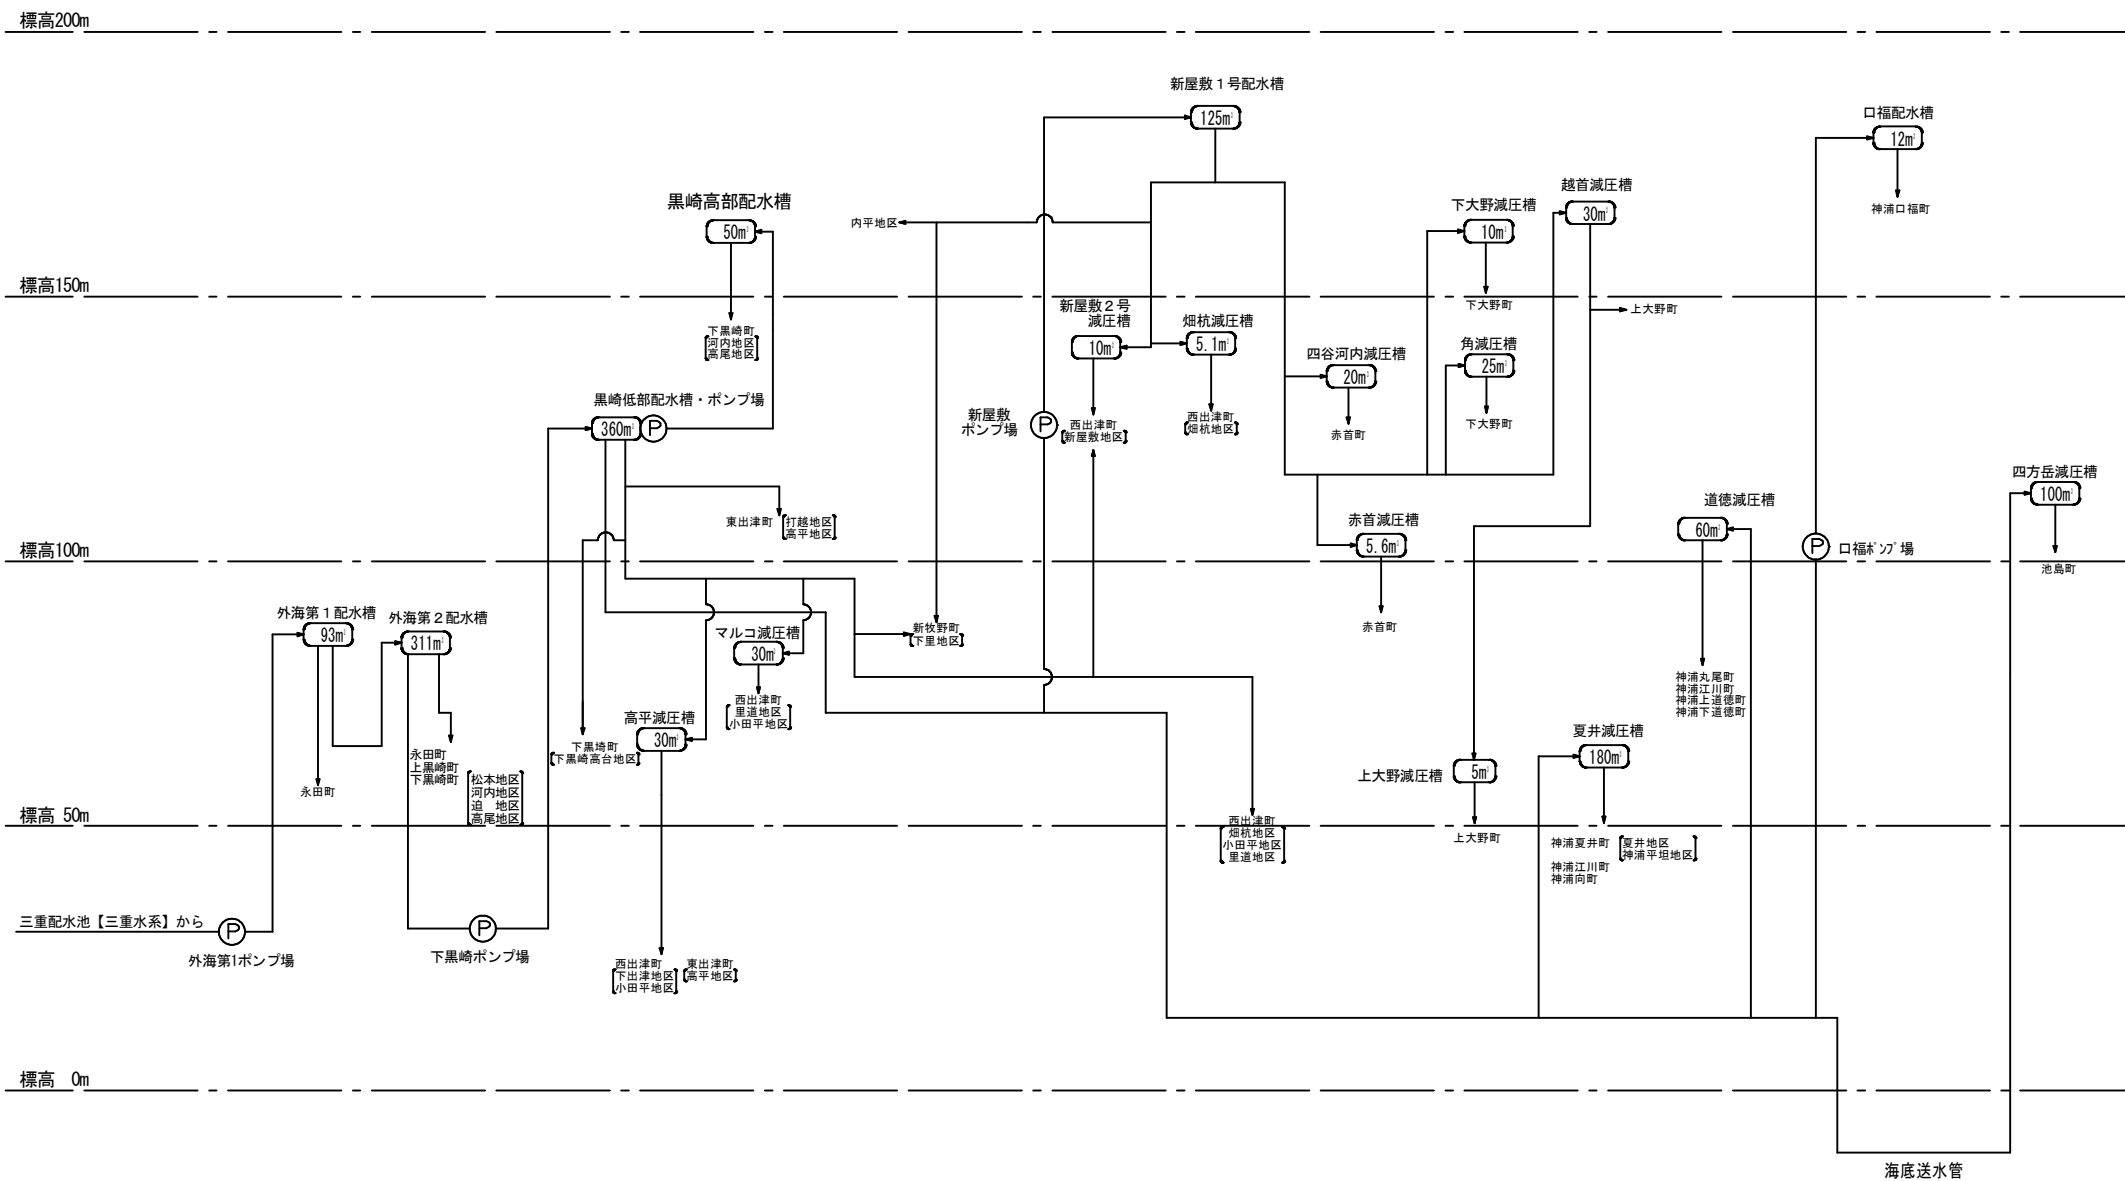 標高200m
新屋敷1号配水槽
125m³
口福配水槽
12m³
神浦口福町
黒崎高部配水槽
50m³
内平地区
下大野減圧槽
10m³
下大野町
越首減圧槽
30m³
上大野町
標高150m
下黒崎町
河内地区
高尾地区
新屋敷2号
減圧槽
10m³
西出津町
新屋敷地区
畑杭減圧槽
5.1m³
西出津町
畑杭地区
四谷河内減圧槽
20m³
赤首町
角減圧槽
25m³
下大野町
黒崎低部配水槽・ポンプ場
360m³
P
新屋敷
ポンプ場
P
東出津町
打越地区
高平地区
赤首減圧槽
5.6m³
赤首町
道徳減圧槽
60m³
神浦丸尾町
神浦江川町
神浦上道徳町
神浦下道徳町
P
口福ポンプ場
四方岳減圧槽
100m³
池島町
標高100m
外海第1配水槽
93m³
永田町
外海第2配水槽
311m³
永田町
上黒崎町
下黒崎町
松本地区
河内地区
迫 地区
高尾地区
マルコ減圧槽
30m³
西出津町
里道地区
小田平地区
新牧野町
下里地区
下黒埼町
下黒崎高台地区
高平減圧槽
30m³
西出津町
下出津地区
小田平地区
東出津町
高平地区
上大野減圧槽
5m³
上大野町
夏井減圧槽
180m³
神浦夏井町
夏井地区
神浦平坦地区
神浦江川町
神浦向町
標高 50m
西出津町
畑杭地区
小田平地区
里道地区
三重配水池【三重水系】から
P
外海第1ポンプ場
P
下黒崎ポンプ場
標高 0m
海底送水管